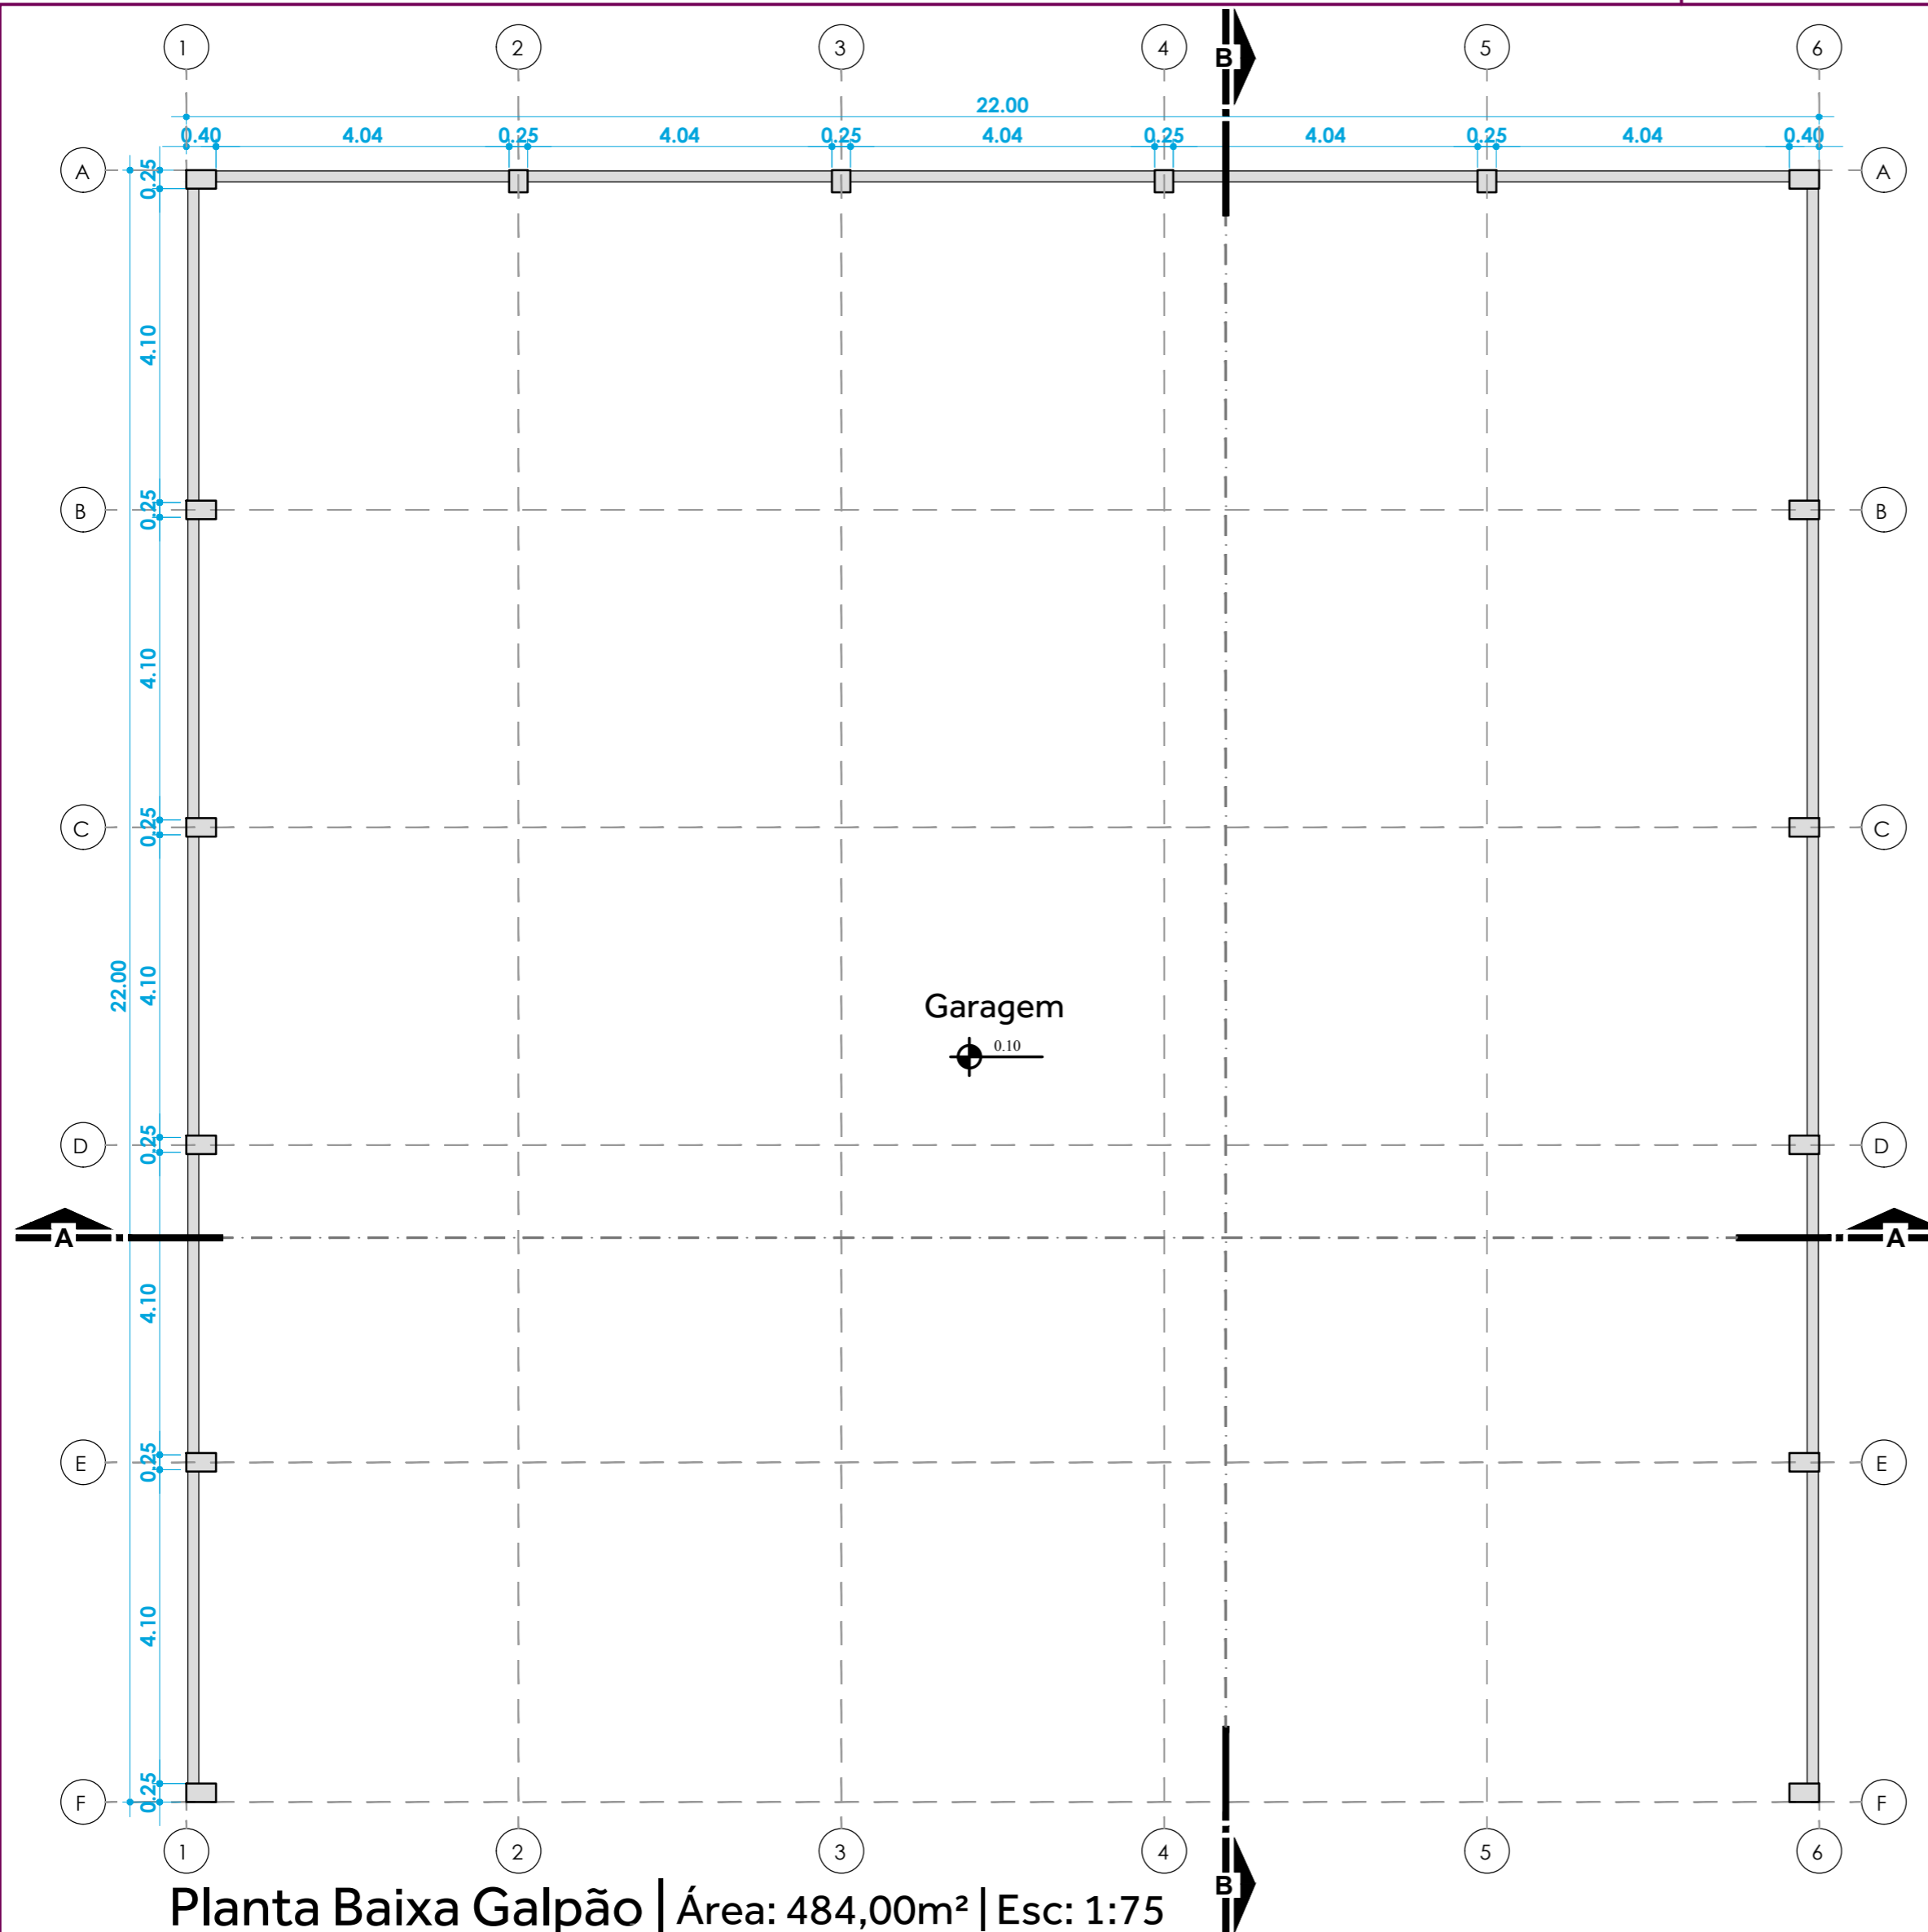 1 2 3 4 B 5 6
22.00
0.40 4.04 0.25 4.04 0.25 4.04 0.25 4.04 0.25 4.04 0.40
A 0.25 A
4.10
B 0.25 B
4.10
C 0.25 C
22.00 4.10
Garagem
0.10
D 0.25 D
A A
4.10
E 0.25 E
4.10
F 0.25 F
1 2 3 4 5 6
B
Planta Baixa Galpão | Área: 484,00m² | Esc: 1:75